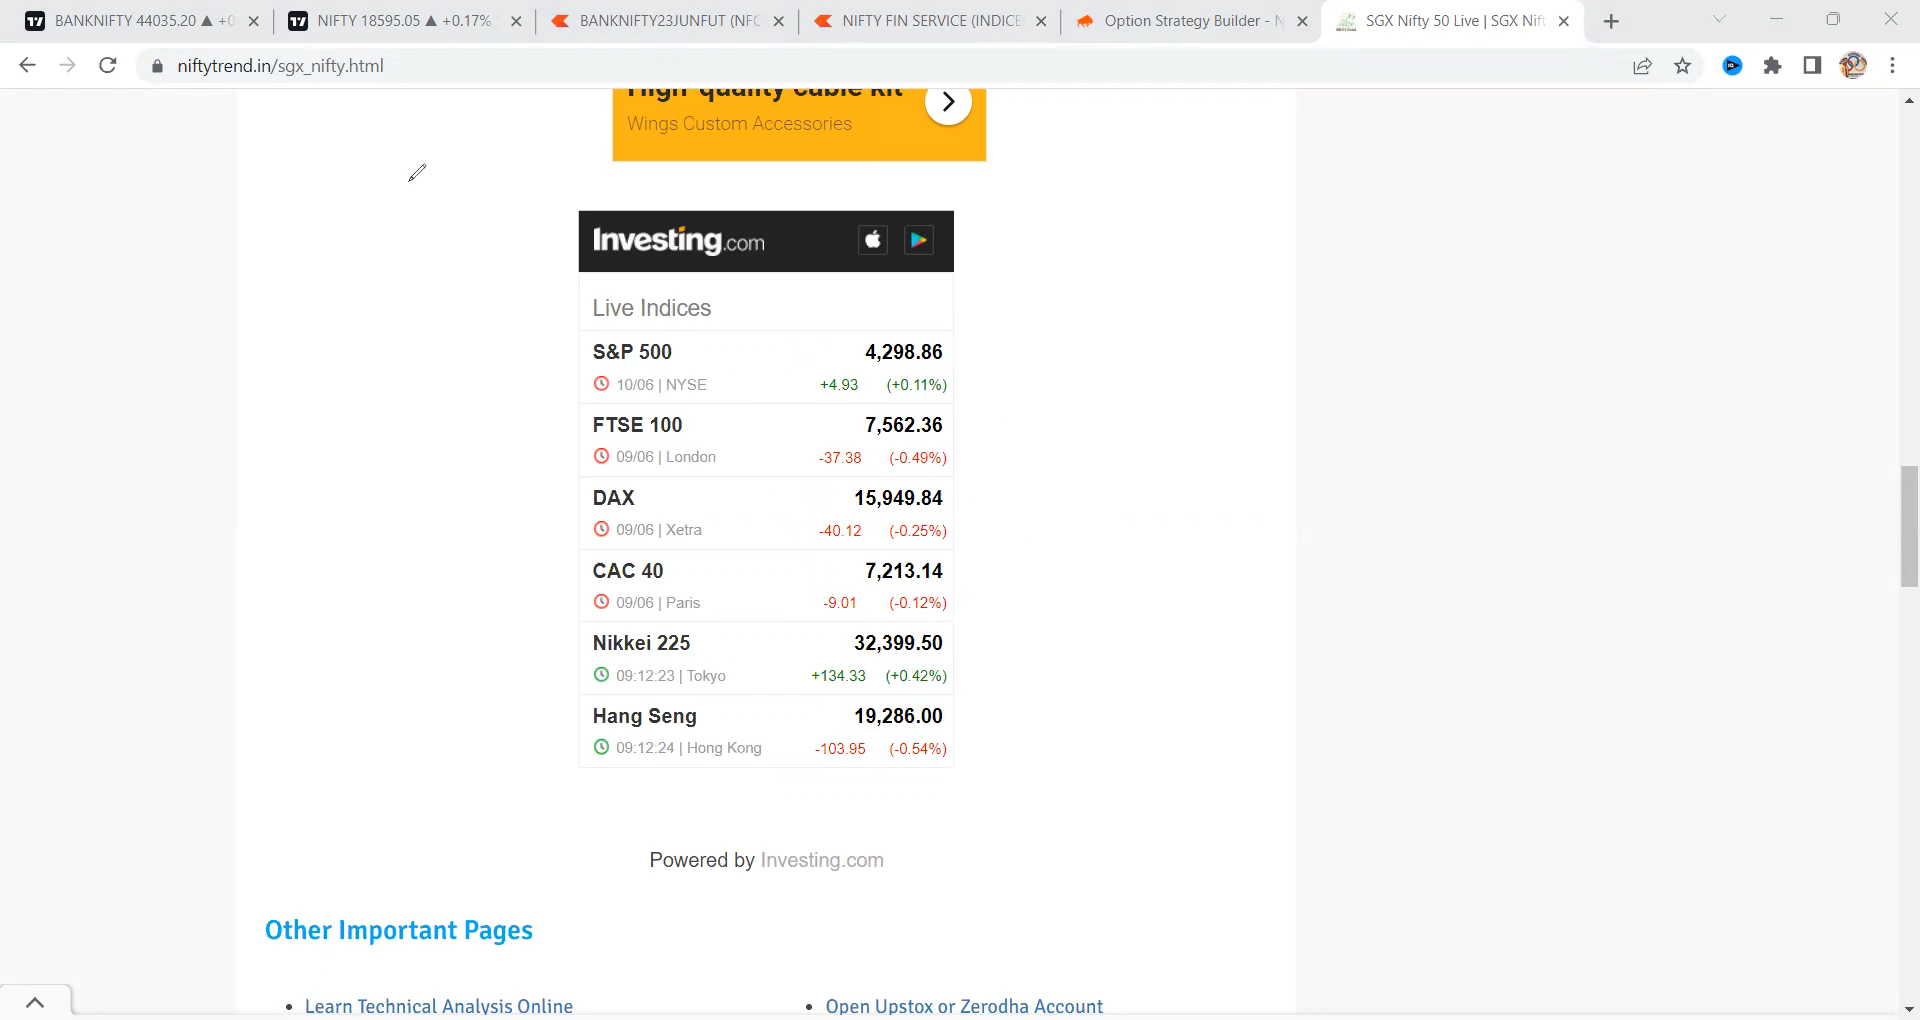 BANKNIFTY 44035.20 ▲ +0
NIFTY 18595.05 ▲ +0.17%
BANKNIFTY23JUNFUT (NFO
NIFTY FIN SERVICE (INDICE
Option Strategy Builder - N
SGX Nifty 50 Live | SGX Nift
niftytrend.in/sgx_nifty.html
High-quality cable kit
Wings Custom Accessories
Investing.com
Live Indices
S&P 500 4,298.86
10/06 | NYSE +4.93 (+0.11%)
FTSE 100 7,562.36
09/06 | London -37.38 (-0.49%)
DAX 15,949.84
09/06 | Xetra -40.12 (-0.25%)
CAC 40 7,213.14
09/06 | Paris -9.01 (-0.12%)
Nikkei 225 32,399.50
09:12:23 | Tokyo +134.33 (+0.42%)
Hang Seng 19,286.00
09:12:24 | Hong Kong -103.95 (-0.54%)
Powered by Investing.com
Other Important Pages
• Learn Technical Analysis Online
• Open Upstox or Zerodha Account